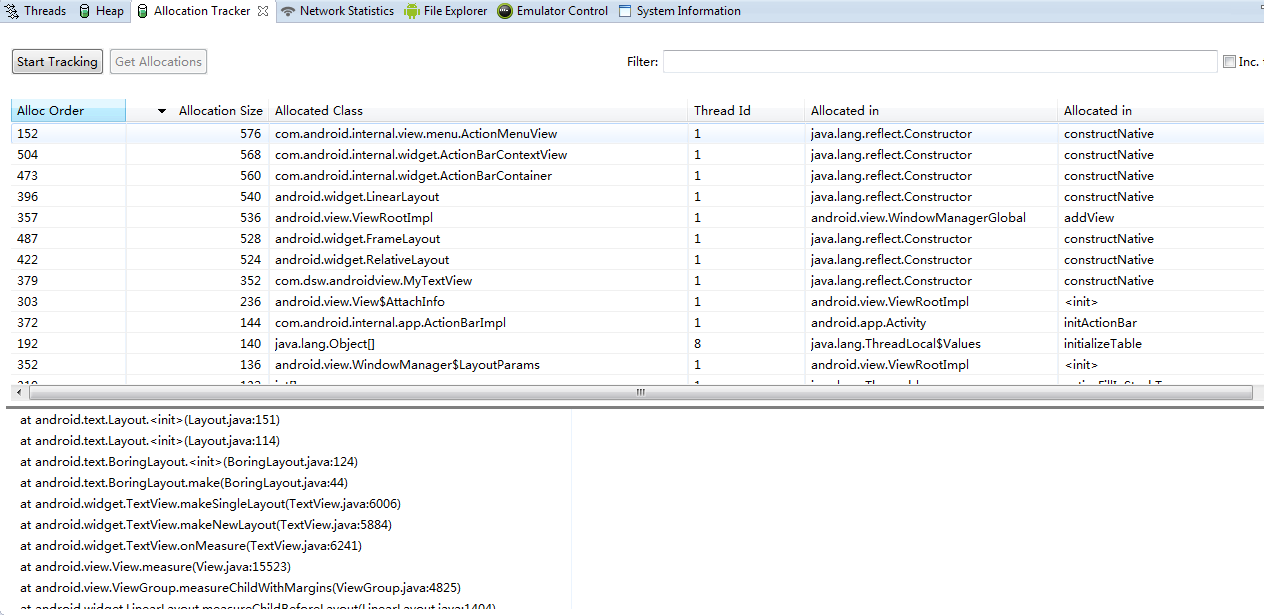 Threads Heap Allocation Tracker Network Statistics File Explorer Emulator Control System Information
Start Tracking Get Allocations Filter: Inc.
Alloc Order Allocation Size Allocated Class Thread Id Allocated in Allocated in
152 576 com.android.internal.view.menu.ActionMenuView 1 java.lang.reflect.Constructor constructNative
504 568 com.android.internal.widget.ActionBarContextView 1 java.lang.reflect.Constructor constructNative
473 560 com.android.internal.widget.ActionBarContainer 1 java.lang.reflect.Constructor constructNative
396 540 android.widget.LinearLayout 1 java.lang.reflect.Constructor constructNative
357 536 android.view.ViewRootImpl 1 android.view.WindowManagerGlobal addView
487 528 android.widget.FrameLayout 1 java.lang.reflect.Constructor constructNative
422 524 android.widget.RelativeLayout 1 java.lang.reflect.Constructor constructNative
379 352 com.dsw.androidview.MyTextView 1 java.lang.reflect.Constructor constructNative
303 236 android.view.View$AttachInfo 1 android.view.ViewRootImpl <init>
372 144 com.android.internal.app.ActionBarImpl 1 android.app.Activity initActionBar
192 140 java.lang.Object[] 8 java.lang.ThreadLocal$Values initializeTable
352 136 android.view.WindowManager$LayoutParams 1 android.view.ViewRootImpl <init>
at android.text.Layout.<init>(Layout.java:151)
at android.text.Layout.<init>(Layout.java:114)
at android.text.BoringLayout.<init>(BoringLayout.java:124)
at android.text.BoringLayout.make(BoringLayout.java:44)
at android.widget.TextView.makeSingleLayout(TextView.java:6006)
at android.widget.TextView.makeNewLayout(TextView.java:5884)
at android.widget.TextView.onMeasure(TextView.java:6241)
at android.view.View.measure(View.java:15523)
at android.view.ViewGroup.measureChildWithMargins(ViewGroup.java:4825)
at android.widget.LinearLayout.measureChildBeforeLayout(LinearLayout.java:1404)